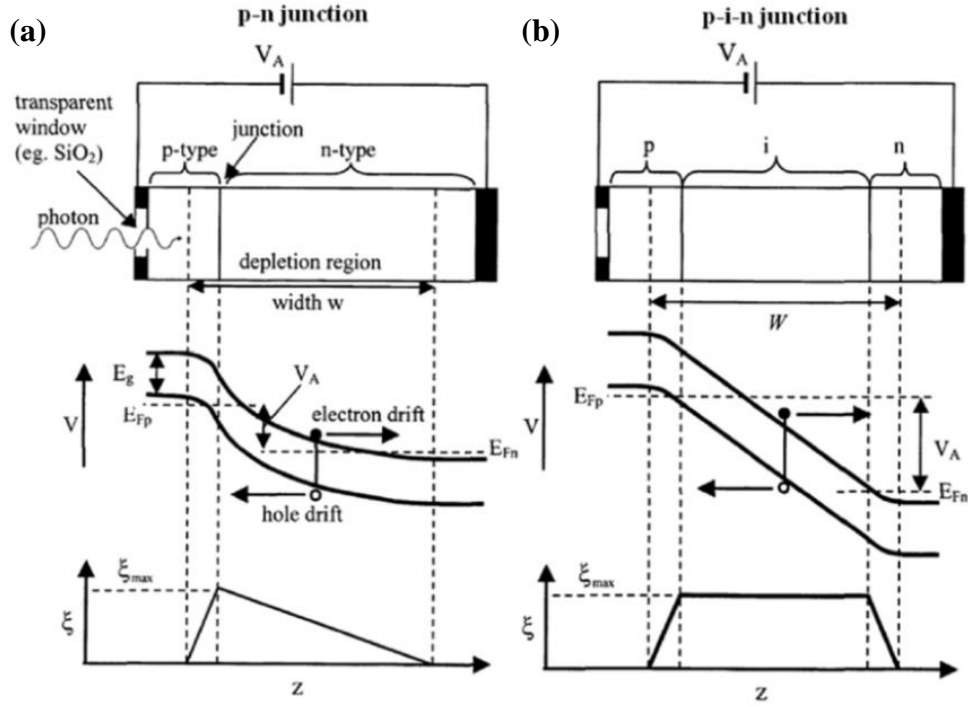 (a)
p-n junction
V_A
transparent
window
(eg. SiO₂)
junction
p-type
n-type
photon
depletion region
width w
E_g
V_A
electron drift
E_Fp
V
E_Fn
hole drift
ξ_max
ξ
z
(b)
p-i-n junction
V_A
p
i
n
W
E_Fp
V
V_A
E_Fn
ξ_max
ξ
z